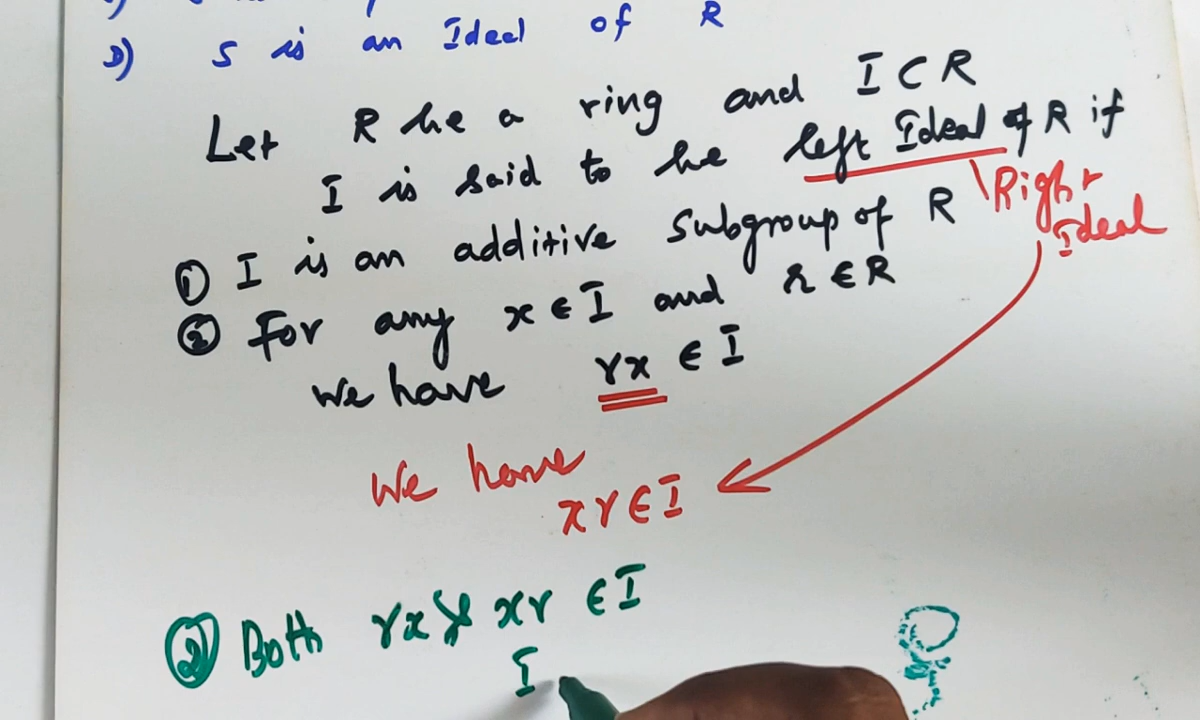 D) S is an Ideal of R
Let R be a ring and I ⊂ R
I is said to be left Ideal of R if
\ Right
Ideal
① I is an additive subgroup of R
② For any x ∈ I and r ∈ R
We have rx ∈ I
We have
xr ∈ I
② Both rx & xr ∈ I
I